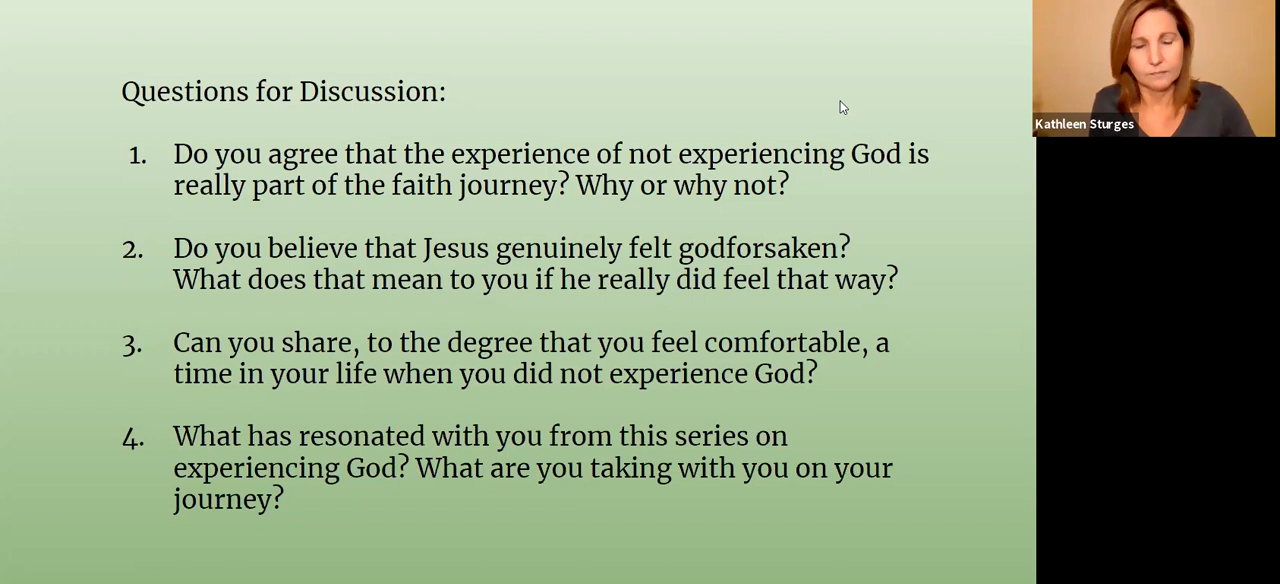 Questions for Discussion:
1. Do you agree that the experience of not experiencing God is
really part of the faith journey? Why or why not?
2. Do you believe that Jesus genuinely felt godforsaken?
What does that mean to you if he really did feel that way?
3. Can you share, to the degree that you feel comfortable, a
time in your life when you did not experience God?
4. What has resonated with you from this series on
experiencing God? What are you taking with you on your
journey?
Kathleen Sturges